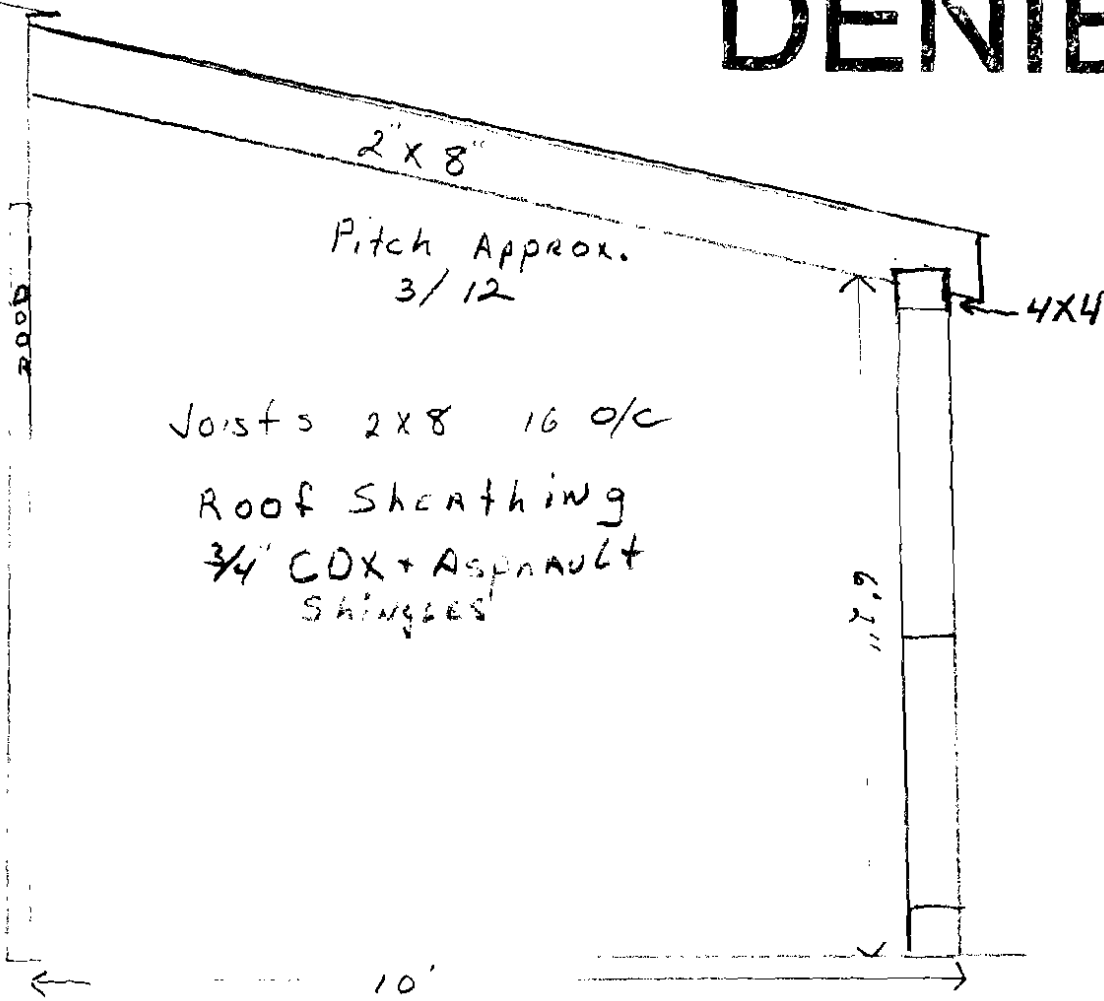 DENIE
2" x 8"
Pitch Approx.
3/12
4x4
DOOR
Joists 2x8 16 o/c
Roof Sheathing
3/4" CDX + Asphault
Shingles
10'